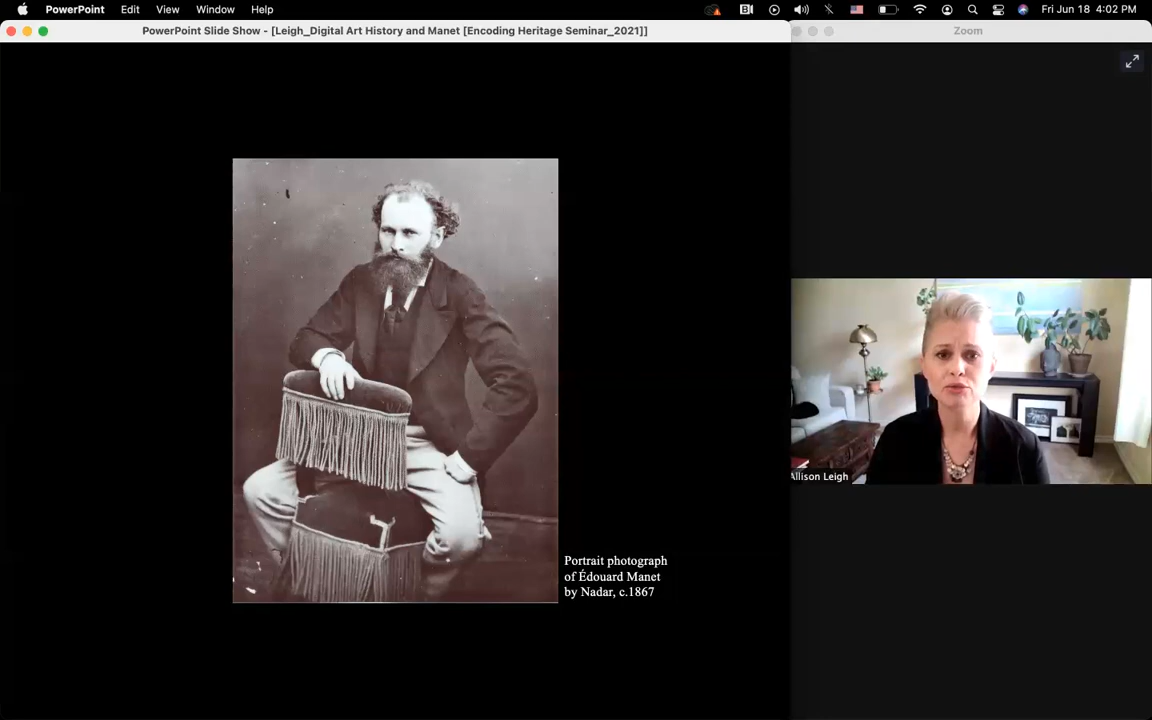 PowerPoint Edit View Window Help Fri Jun 18 4:02 PM
PowerPoint Slide Show - [Leigh_Digital Art History and Manet [Encoding Heritage Seminar_2021]]
Zoom
Allison Leigh
Portrait photograph
of Édouard Manet
by Nadar, c.1867